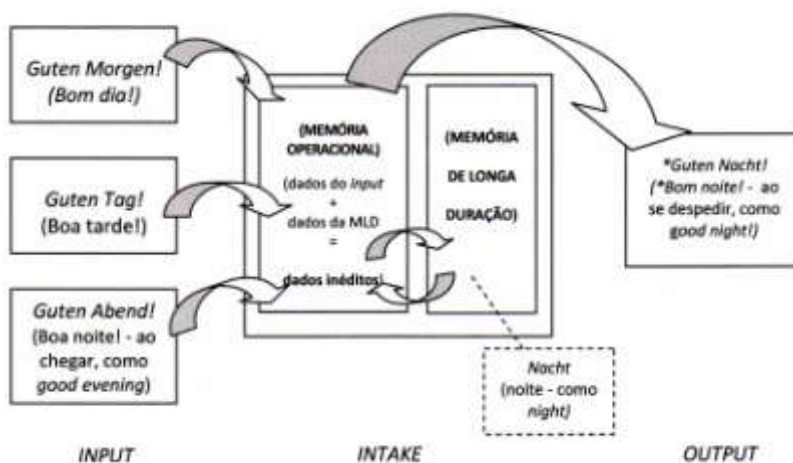 Guten Morgen!
(Bom dia!)
Guten Tag!
(Boa tarde!)
Guten Abend!
(Boa noite! - ao
chegar, como
good evening)
(MEMÓRIA
OPERACIONAL)
(dados do input
+
dados da MLD
=
dados inéditos)
(MEMÓRIA
DE LONGA
DURAÇÃO)
Nacht
(noite - como
night)
*Guten Nacht!
(*Bom noite! - ao
se despedir, como
good night!)
INPUT
INTAKE
OUTPUT